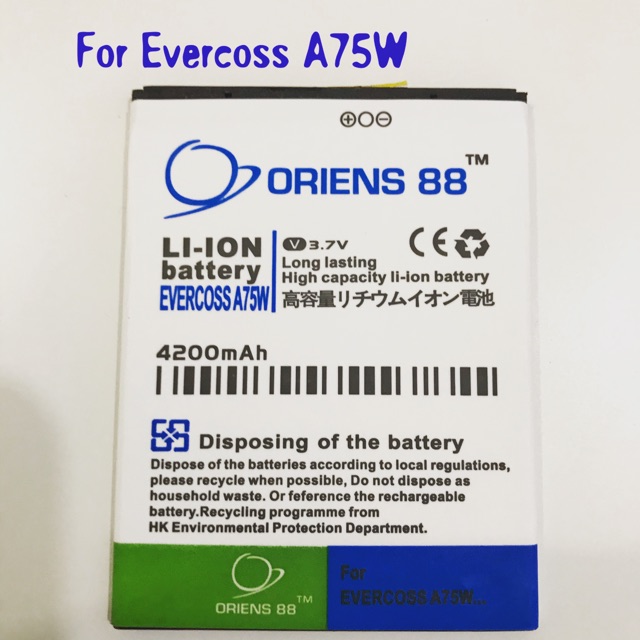 For Evercoss A75W
ORIENS 88™
LI-ION
battery
EVERCOSS A75W
V 3.7V
Long lasting
High capacity li-ion battery
高容量リチウムイオン電池
4200mAh
Disposing of the battery
Dispose of the batteries according to local regulations,
please recycle when possible, Do not dispose as
household waste. Or reference the rechargeable
battery.Recycling programme from
HK Environmental Protection Department.
ORIENS 88™
For
EVERCOSS A75W...